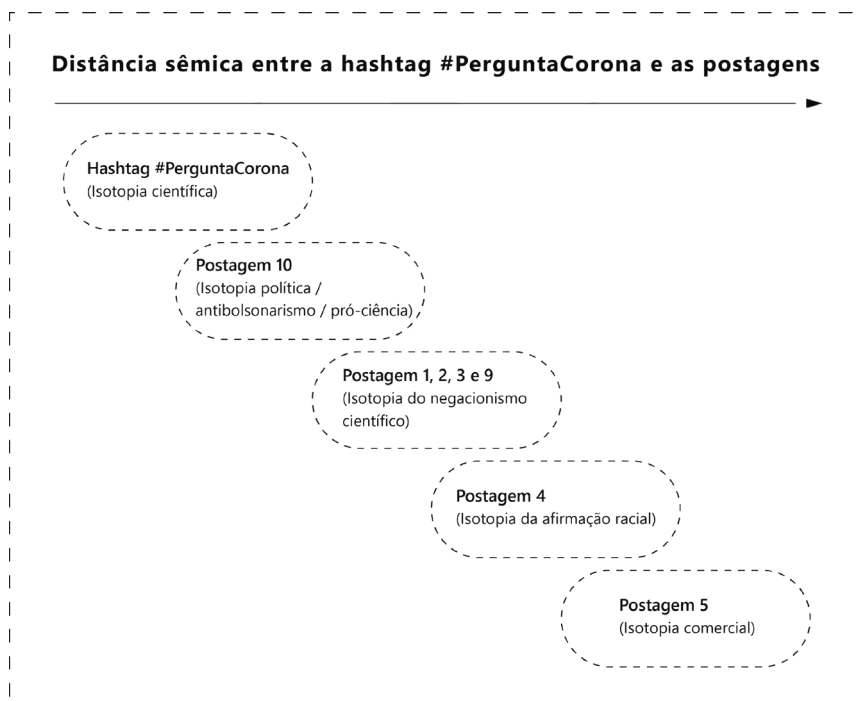 Distância sêmica entre a hashtag #PerguntaCorona e as postagens
Hashtag #PerguntaCorona
(Isotopia científica)
Postagem 10
(Isotopia política /
antibolsonarismo / pró-ciência)
Postagem 1, 2, 3 e 9
(Isotopia do negacionismo
científico)
Postagem 4
(Isotopia da afirmação racial)
Postagem 5
(Isotopia comercial)